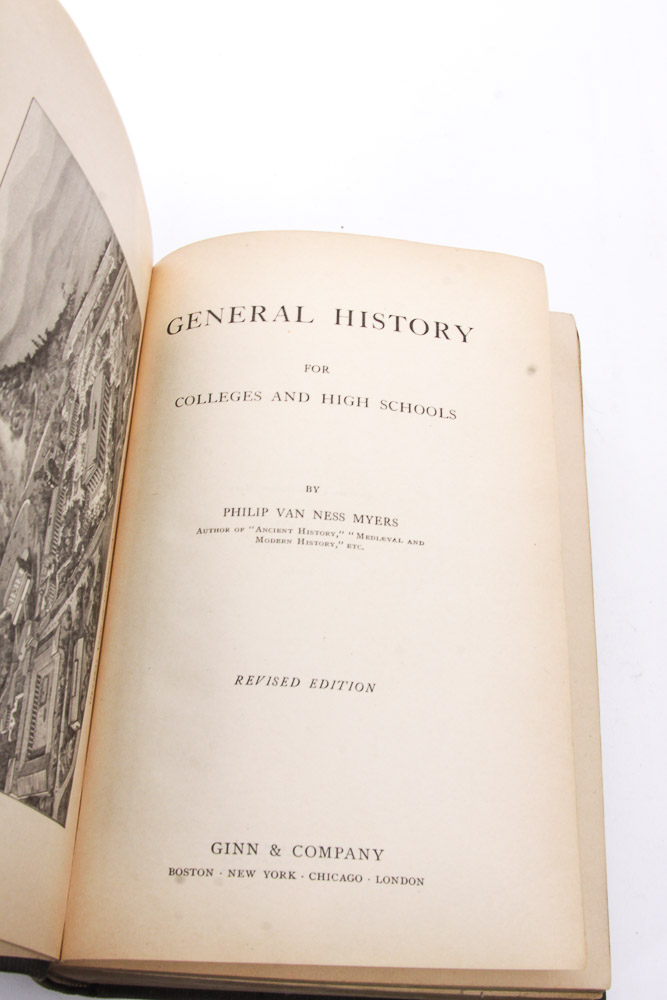 GENERAL HISTORY
FOR
COLLEGES AND HIGH SCHOOLS
BY
PHILIP VAN NESS MYERS
AUTHOR OF "ANCIENT HISTORY," "MEDIÆVAL AND
MODERN HISTORY," ETC.
REVISED EDITION
GINN & COMPANY
BOSTON · NEW YORK · CHICAGO · LONDON